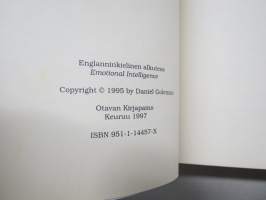 Englanninkielinen alkuteos
Emotional Intelligence
Copyright © 1995 by Daniel Goleman
Otavan Kirjapaino
Keuruu 1997
ISBN 951-1-14457-X